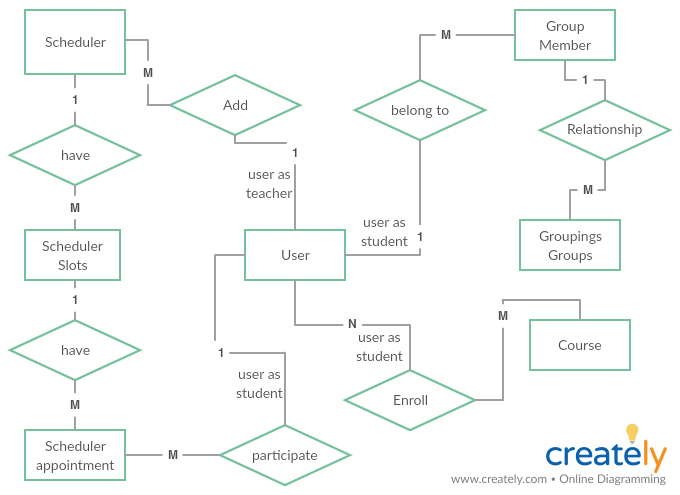 Scheduler
M
Add
1
user as
teacher
1
have
M
Scheduler
Slots
1
have
M
Scheduler
appointment
M
participate
user as
student
1
User
user as
student
1
belong to
M
Group
Member
1
Relationship
M
Groupings
Groups
N
user as
student
Enroll
M
Course
creately
www.creately.com • Online Diagramming